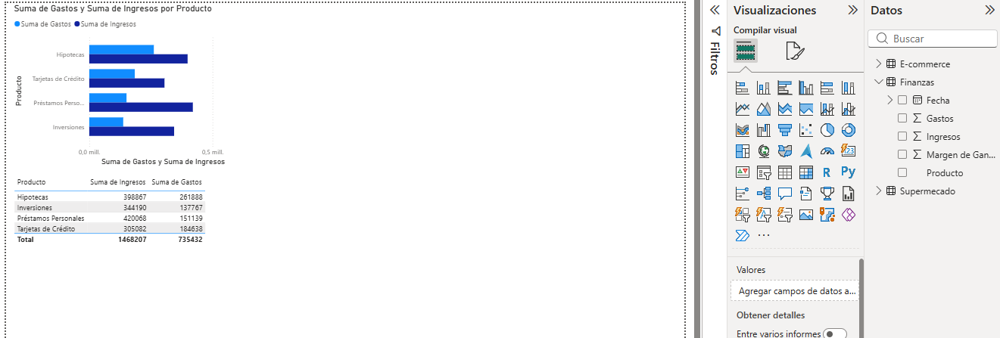 Suma de Gastos y Suma de Ingresos por Producto
Suma de Gastos Suma de Ingresos
Producto
Hipotecas
Tarjetas de Crédito
Préstamos Perso...
Inversiones
0,0 mill. 0,5 mill.
Suma de Gastos y Suma de Ingresos
Producto Suma de Ingresos Suma de Gastos
Hipotecas 398867 261888
Inversiones 344190 137767
Préstamos Personales 420068 151139
Tarjetas de Crédito 305082 184638
Total 1468207 735432
Filtros
Visualizaciones
Compilar visual
123
R Py
...
Valores
Agregar campos de datos a...
Obtener detalles
Entre varios informes
Datos
Buscar
E-commerce
Finanzas
Fecha
Σ Gastos
Σ Ingresos
Σ Margen de Gan...
Producto
Supermecado